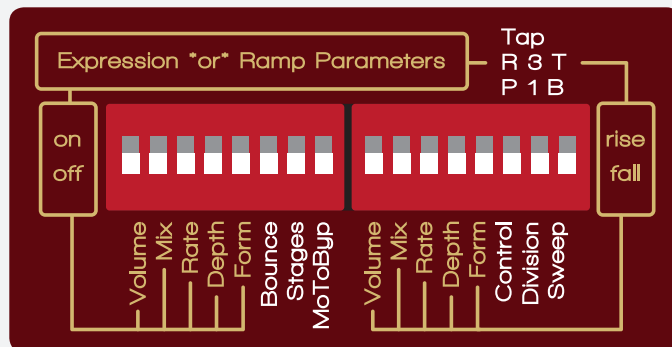 Expression "or" Ramp Parameters
Tap
R 3 T
P 1 B
on
off
rise
fall
Volume
Mix
Rate
Depth
Form
Bounce
Stages
MoToByp
Volume
Mix
Rate
Depth
Form
Control
Division
Sweep